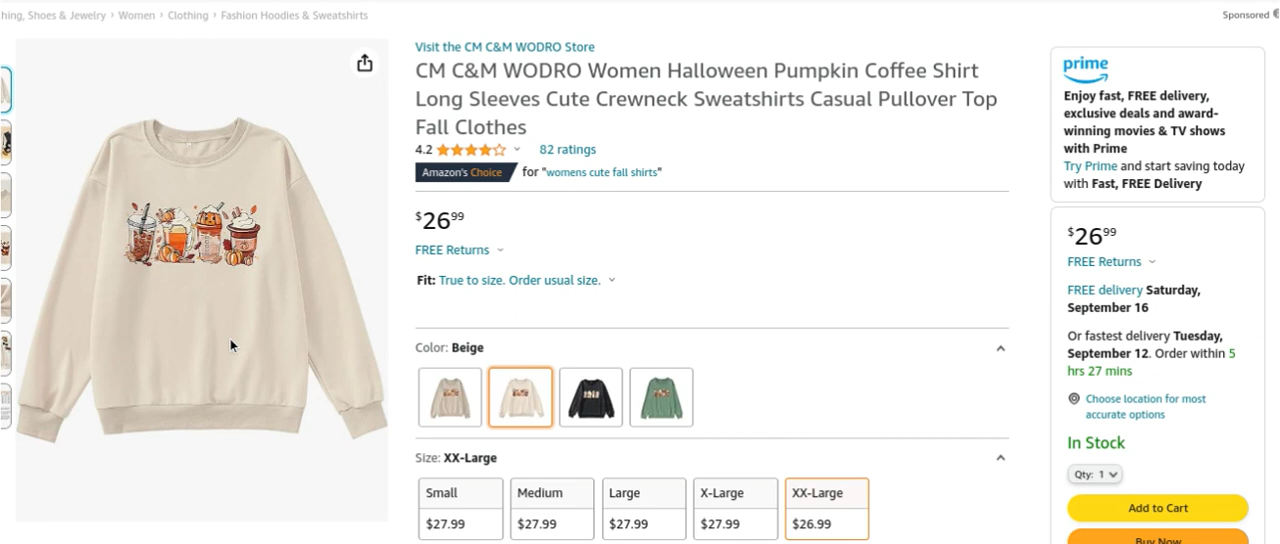 hing, Shoes & Jewelry › Women › Clothing › Fashion Hoodies & Sweatshirts
Sponsored
Visit the CM C&M WODRO Store
CM C&M WODRO Women Halloween Pumpkin Coffee Shirt
Long Sleeves Cute Crewneck Sweatshirts Casual Pullover Top
Fall Clothes
4.2 82 ratings
Amazon's Choice for "womens cute fall shirts"
$26 99
FREE Returns
Fit: True to size. Order usual size.
Color: Beige
Size: XX-Large
Small Medium Large X-Large XX-Large
$27.99 $27.99 $27.99 $27.99 $26.99
prime
Enjoy fast, FREE delivery,
exclusive deals and award-
winning movies & TV shows
with Prime
Try Prime and start saving today
with Fast, FREE Delivery
$26 99
FREE Returns
FREE delivery Saturday,
September 16
Or fastest delivery Tuesday,
September 12. Order within 5
hrs 27 mins
Choose location for most
accurate options
In Stock
Qty: 1
Add to Cart
Buy Now